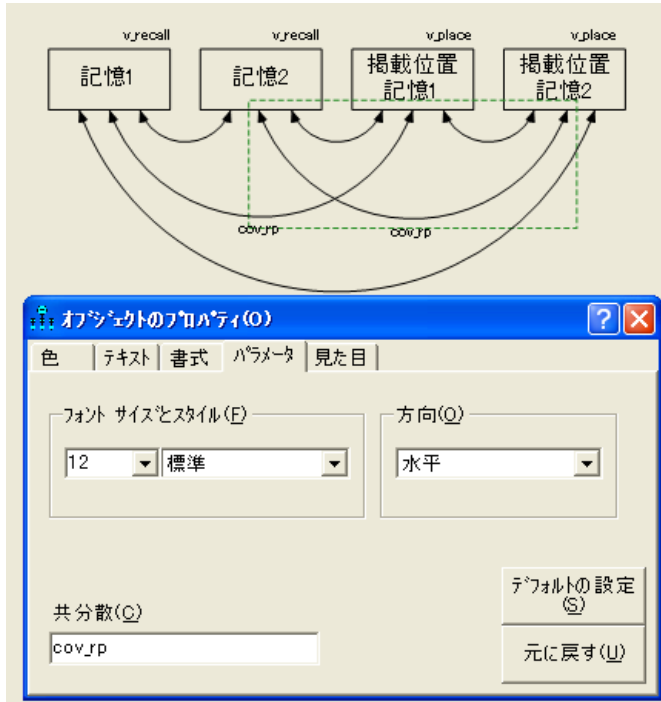 v_recall v_recall v_place v_place
記憶1 記憶2 掲載位置 掲載位置
記憶1 記憶2
cov_rp cov_rp
オブジェクトのプロパティ(O)
色 テキスト 書式 パラメータ 見た目
フォント サイズとスタイル(F) 方向(O)
12 標準 水平
デフォルトの設定
(S)
共分散(C)
cov_rp 元に戻す(U)